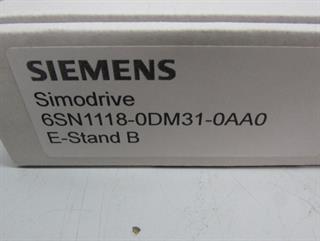 SIEMENS
Simodrive
6SN1118-0DM31-0AA0
E-Stand B